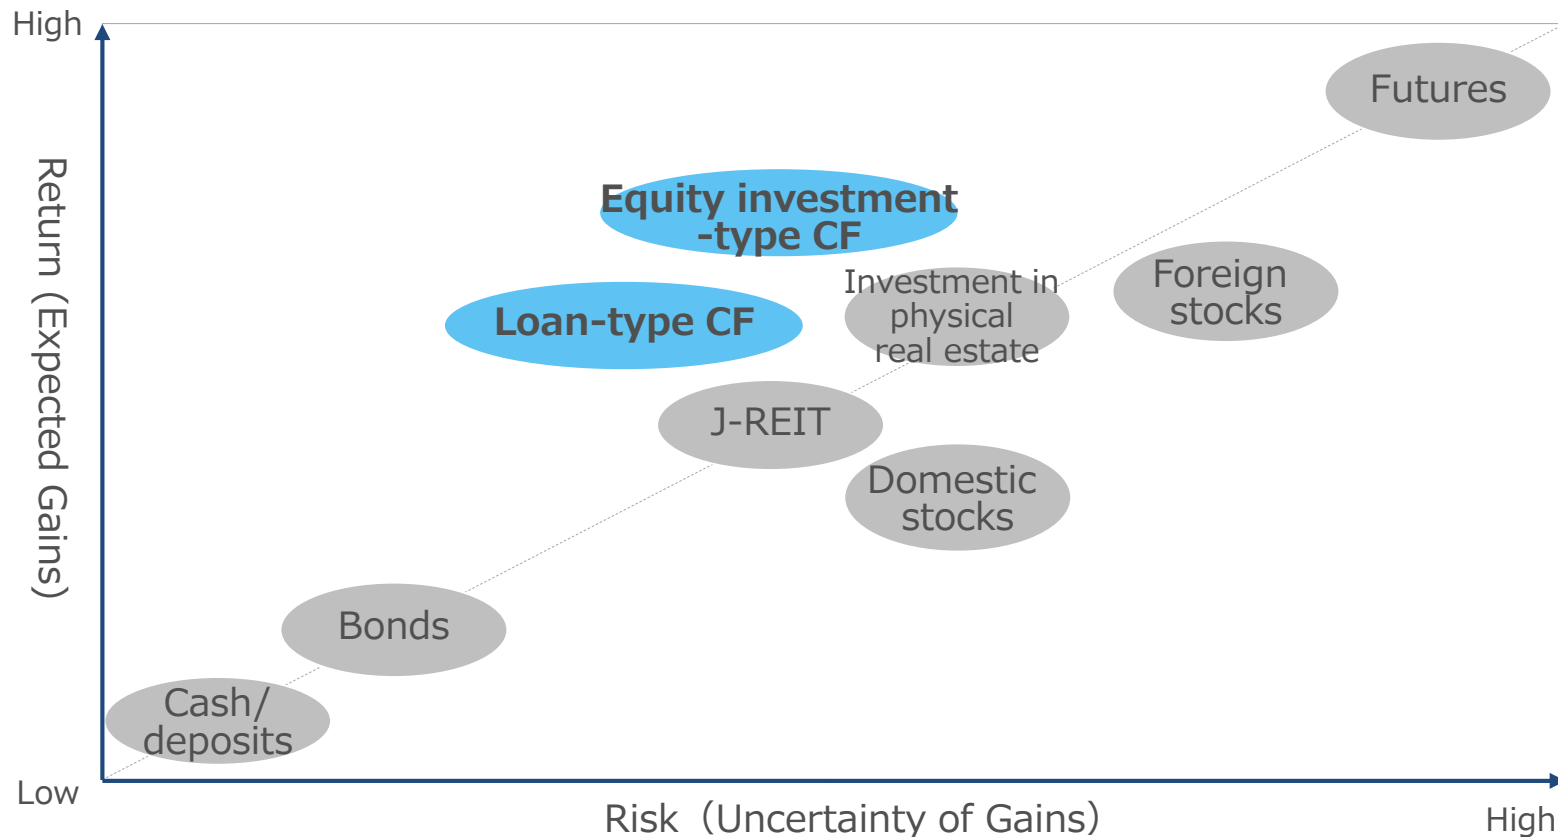 High
Return (Expected Gains)
Futures
Equity investment
-type CF
Investment in
physical
real estate
Foreign
stocks
Loan-type CF
J-REIT
Domestic
stocks
Bonds
Cash/
deposits
Low
Risk（Uncertainty of Gains）
High